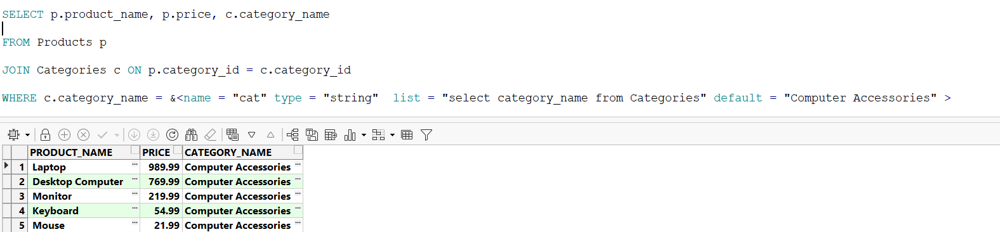 SELECT p.product_name, p.price, c.category_name
FROM Products p
JOIN Categories c ON p.category_id = c.category_id
WHERE c.category_name = &<name = "cat" type = "string"  list = "select category_name from Categories" default = "Computer Accessories" >
PRODUCT_NAME PRICE CATEGORY_NAME
1 Laptop ... 989.99 Computer Accessories ...
2 Desktop Computer ... 769.99 Computer Accessories ...
3 Monitor ... 219.99 Computer Accessories ...
4 Keyboard ... 54.99 Computer Accessories ...
5 Mouse ... 21.99 Computer Accessories ...